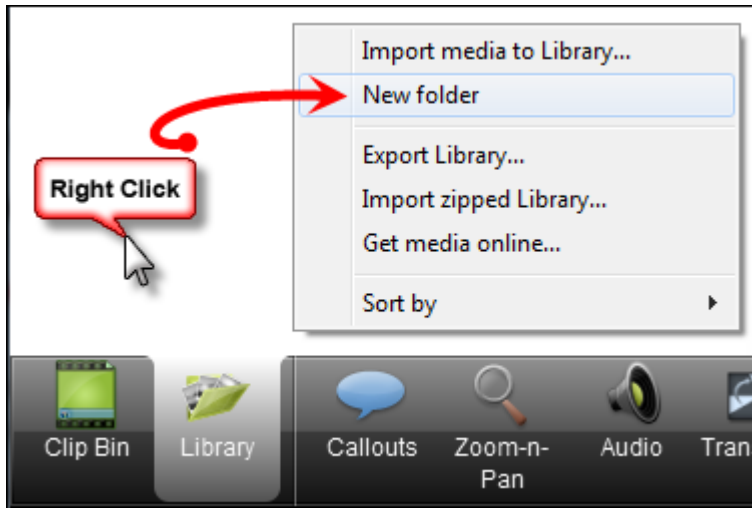 Import media to Library...
New folder
Export Library...
Right Click
Import zipped Library...
Get media online...
Sort by
Clip Bin
Library
Callouts
Zoom-n-
Pan
Audio
Tran